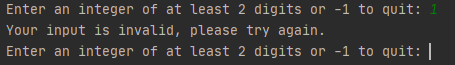 Enter an integer of at least 2 digits or -1 to quit: 1
Your input is invalid, please try again.
Enter an integer of at least 2 digits or -1 to quit: